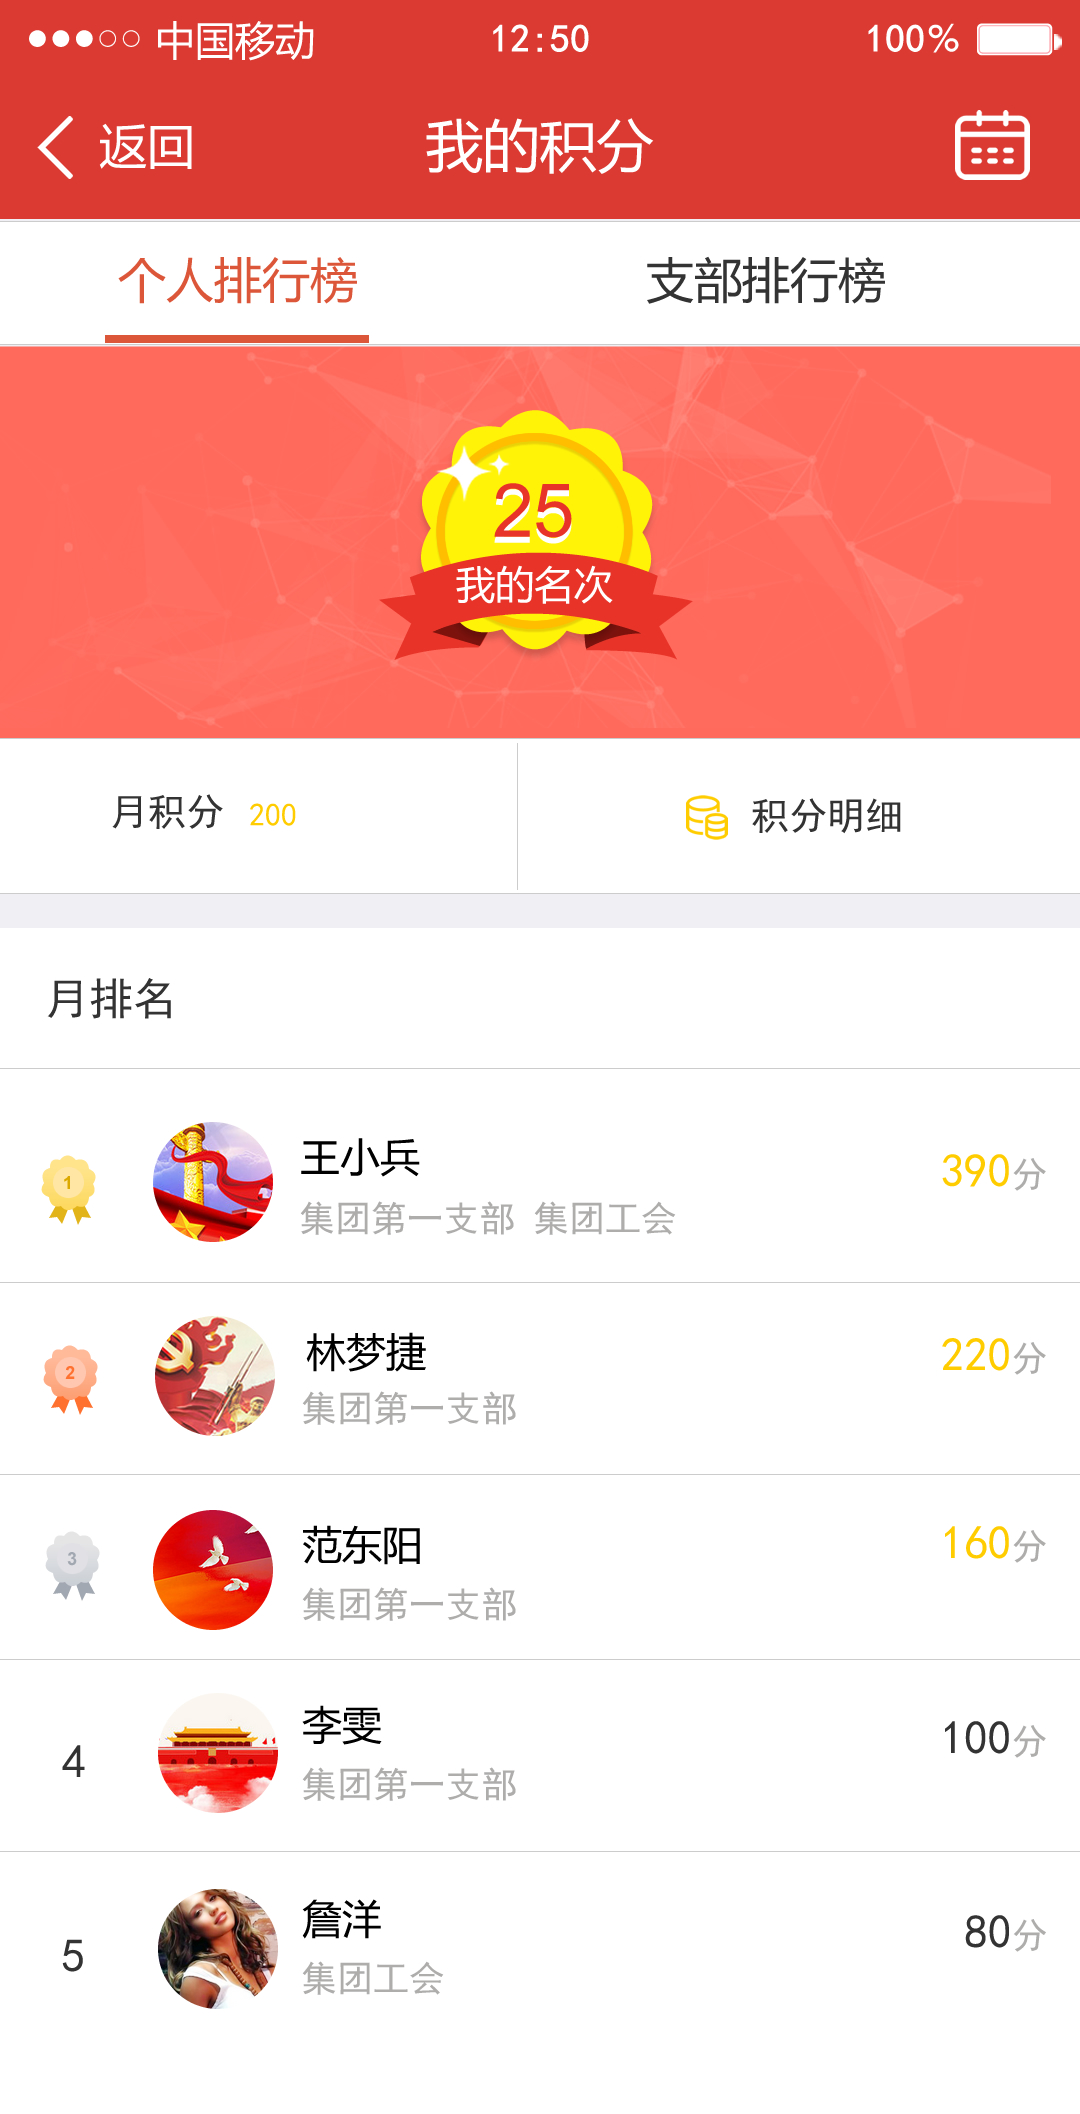 中国移动 12:50 100%
返回 我的积分
个人排行榜 支部排行榜
25
我的名次
月积分 200 积分明细
月排名
1 王小兵 390分
集团第一支部 集团工会
2 林梦捷 220分
集团第一支部
3 范东阳 160分
集团第一支部
4 李雯 100分
集团第一支部
5 詹洋 80分
集团工会